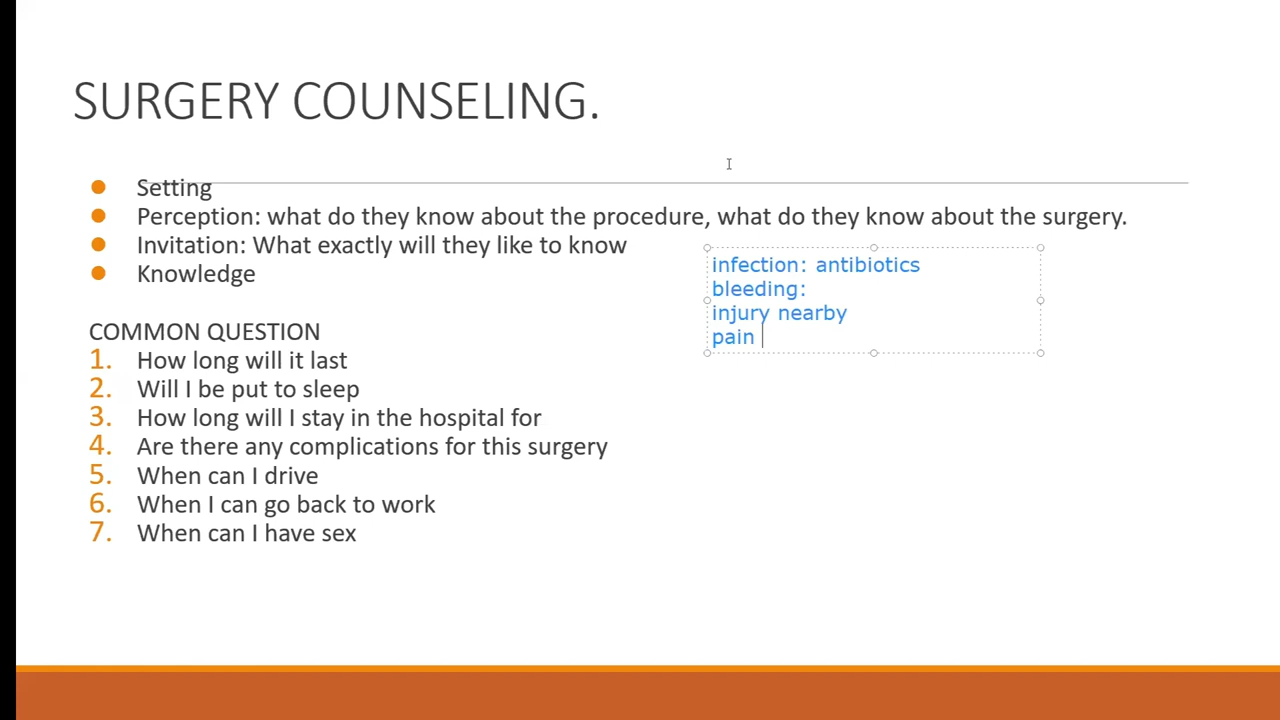 SURGERY COUNSELING.
Setting
Perception: what do they know about the procedure, what do they know about the surgery.
Invitation: What exactly will they like to know
Knowledge
infection: antibiotics
bleeding:
injury nearby
pain
COMMON QUESTION
1. How long will it last
2. Will I be put to sleep
3. How long will I stay in the hospital for
4. Are there any complications for this surgery
5. When can I drive
6. When I can go back to work
7. When can I have sex